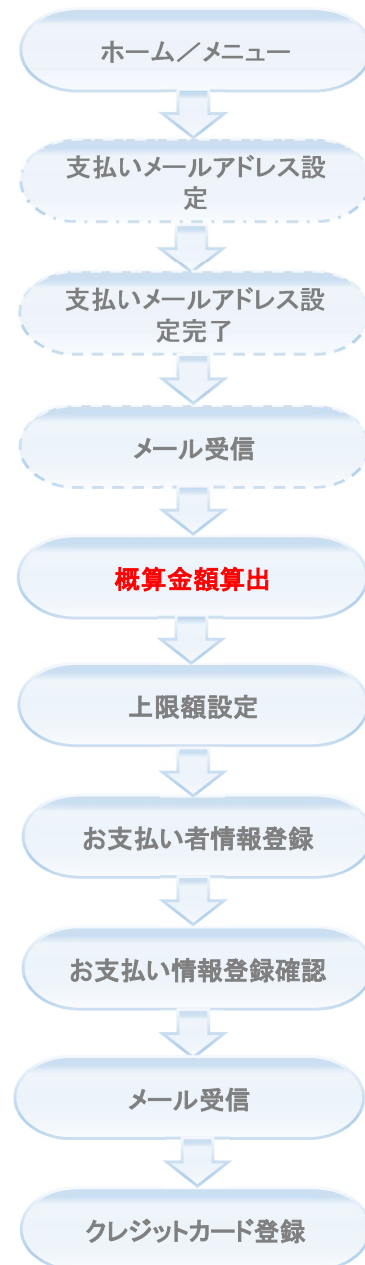 ホーム／メニュー
支払いメールアドレス設
定
支払いメールアドレス設
定完了
メール受信
概算金額算出
上限額設定
お支払い者情報登録
お支払い情報登録確認
メール受信
クレジットカード登録